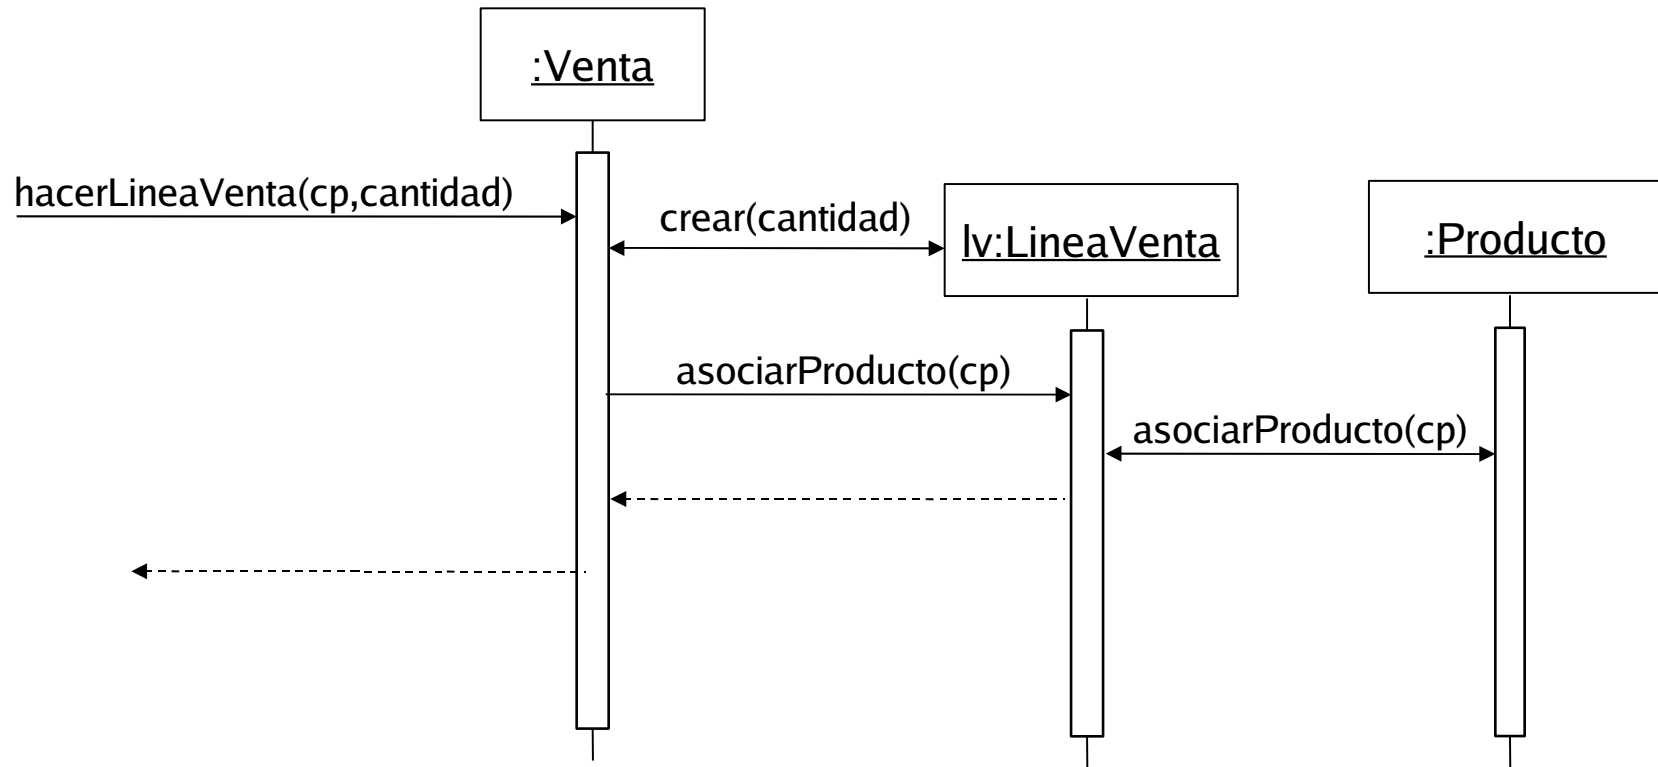 :Venta
hacerLineaVenta(cp,cantidad)
crear(cantidad)
lv:LineaVenta
:Producto
asociarProducto(cp)
asociarProducto(cp)